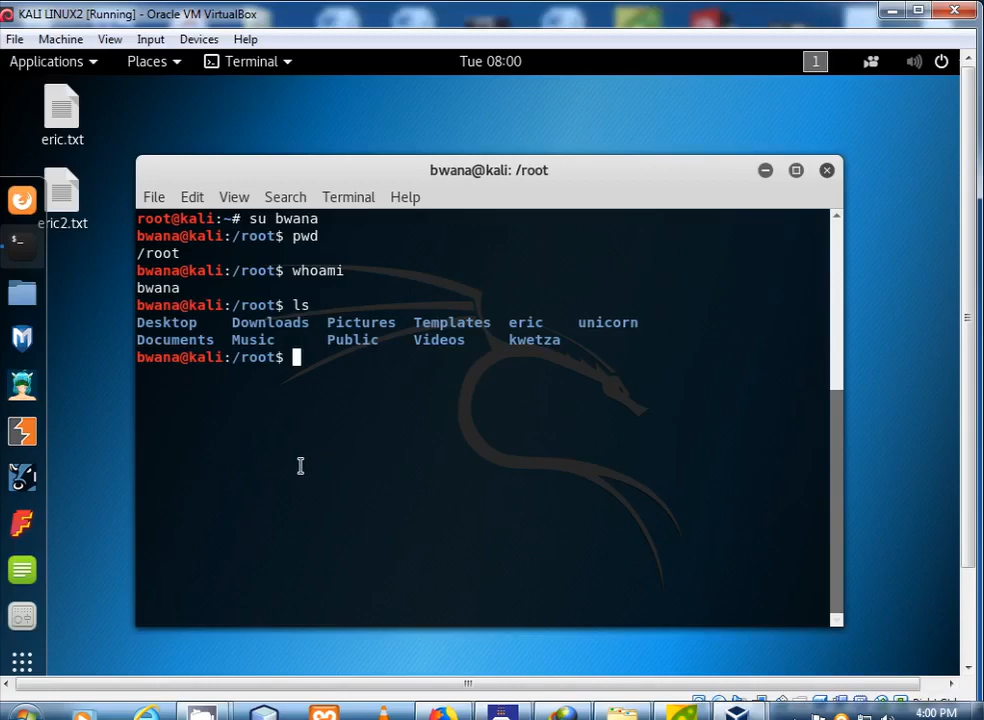 KALI LINUX2 [Running] - Oracle VM VirtualBox
File Machine View Input Devices Help
Applications Places Terminal Tue 08:00 1
eric.txt
eric2.txt
bwana@kali: /root
File Edit View Search Terminal Help
root@kali:~# su bwana
bwana@kali:/root$ pwd
/root
bwana@kali:/root$ whoami
bwana
bwana@kali:/root$ ls
Desktop Downloads Pictures Templates eric unicorn
Documents Music Public Videos kwetza
bwana@kali:/root$
4:00 PM